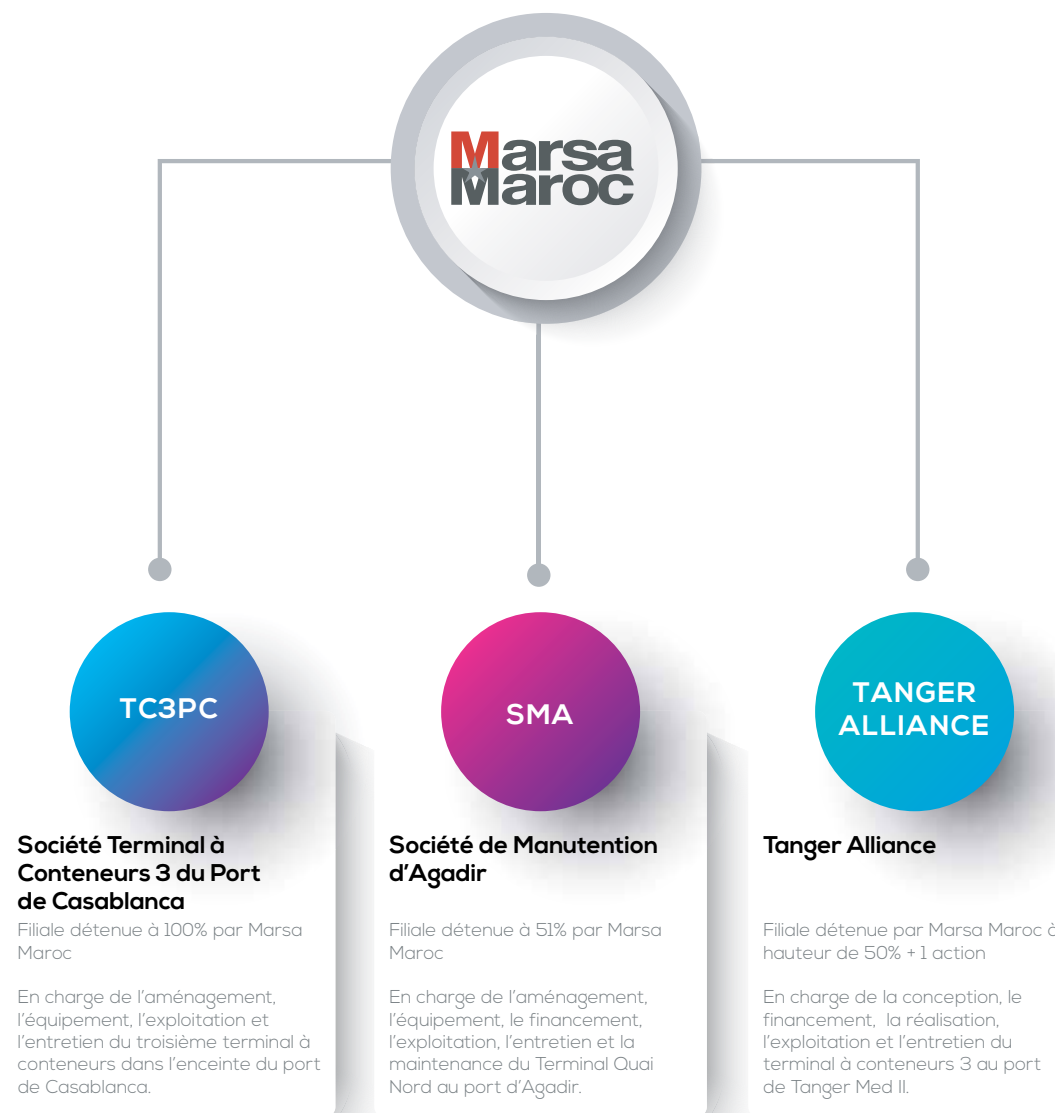 Marsa
Maroc
TC3PC
Société Terminal à
Conteneurs 3 du Port
de Casablanca
Filiale détenue à 100% par Marsa
Maroc
En charge de l'aménagement,
l'équipement, l'exploitation et
l'entretien du troisième terminal à
conteneurs dans l'enceinte du port
de Casablanca.
SMA
Société de Manutention
d'Agadir
Filiale détenue à 51% par Marsa
Maroc
En charge de l'aménagement,
l'équipement, le financement,
l'exploitation, l'entretien et la
maintenance du Terminal Quai
Nord au port d'Agadir.
TANGER
ALLIANCE
Tanger Alliance
Filiale détenue par Marsa Maroc à
hauteur de 50% + 1 action
En charge de la conception, le
financement, la réalisation,
l'exploitation et l'entretien du
terminal à conteneurs 3 au port
de Tanger Med II.